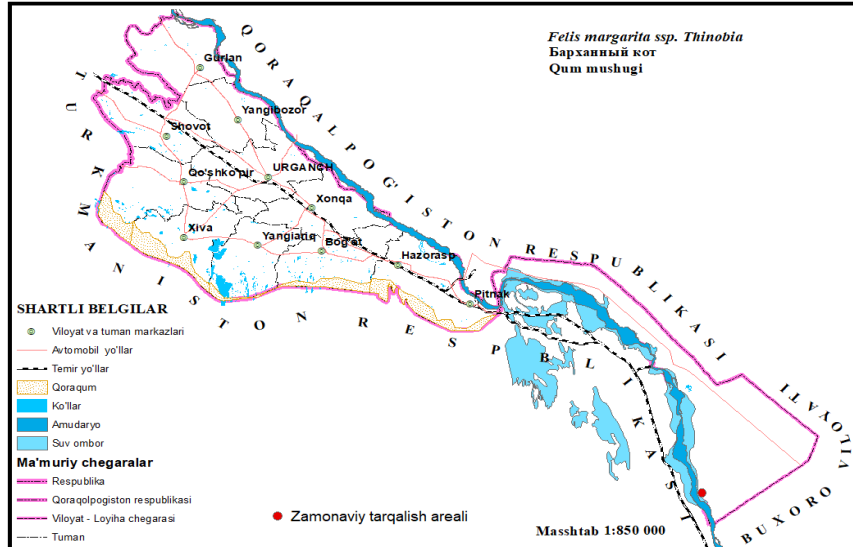 Felis margarita ssp. Thinobia
Барханный кот
Qum mushugi
QORAQALPOG'ISTON RESPUBLIKASI
TURKMANISTON RESPBLIKASI
BUXORO VILOYATI
Gurlan
Yangibozor
Shovot
Qo'shko'pir
URGANCH
Xonqa
Xiva
Yangiariq
Bog'ot
Hazorasp
Pitnak
SHARTLI BELGILAR
Viloyat va tuman markazlari
Avtomobil yo'llar
Temir yo'llar
Qoraqum
Ko'llar
Amudaryo
Suv ombor
Ma'muriy chegaralar
Respublika
Qoraqolpogiston respublikasi
Viloyat - Loyiha chegarasi
Tuman
Zamonaviy tarqalish areali
Masshtab 1:850 000